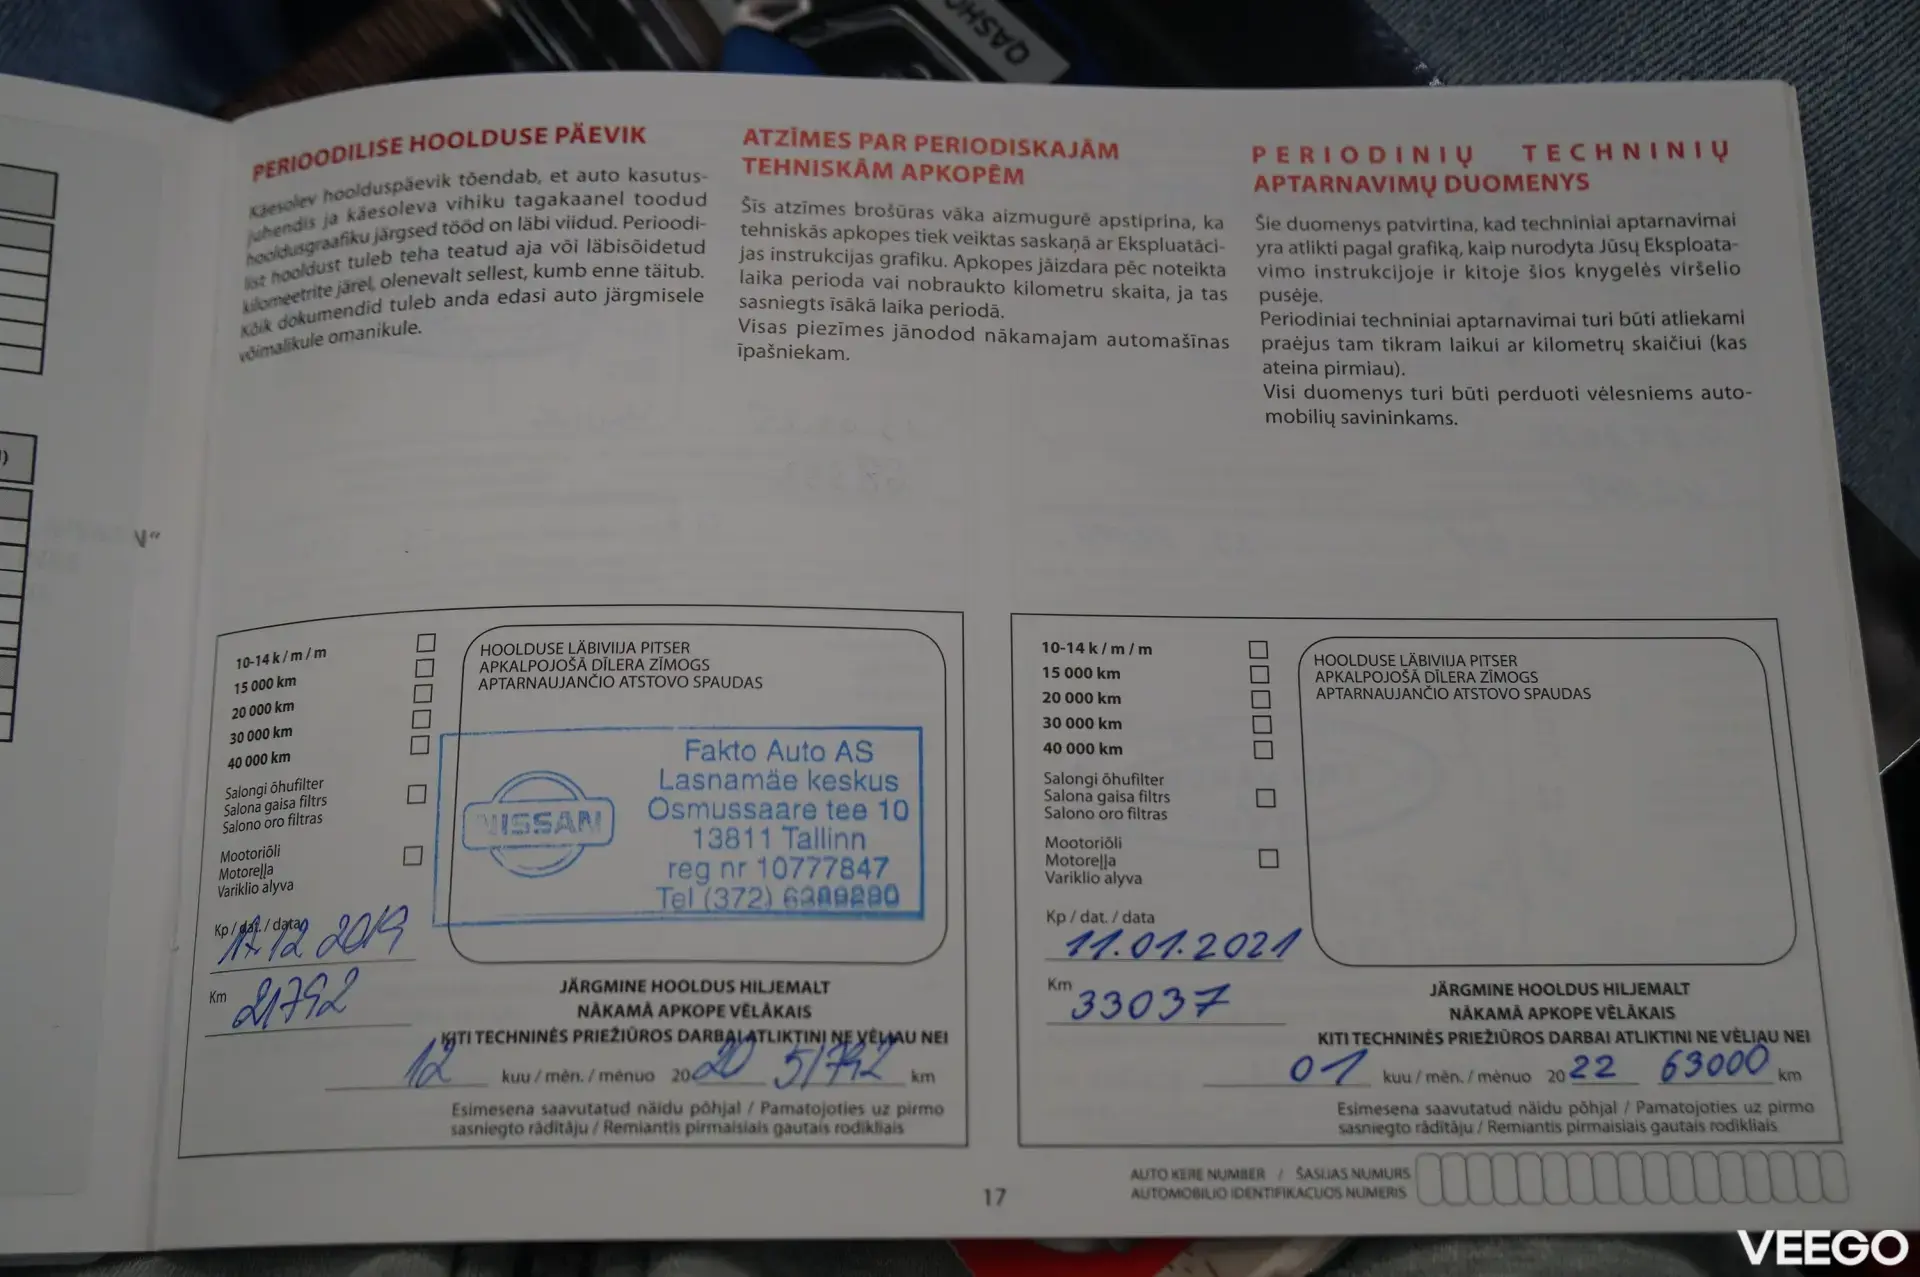 QASHQ
)
V"
PERIOODILISE HOOLDUSE PÄEVIK
Käesolev hoolduspäevik tõendab, et auto kasutus-
juhendis ja käesoleva vihiku tagakaanel toodud
hooldusgraafiku järgsed tööd on läbi viidud. Perioodi-
list hooldust tuleb teha teatud aja või läbisõidetud
kilomeetrite järel, olenevalt sellest, kumb enne täitub.
Kõik dokumendid tuleb anda edasi auto järgmisele
võimalikule omanikule.
ATZĪMES PAR PERIODISKAJĀM
TEHNISKĀM APKOPĒM
Šīs atzīmes brošūras vāka aizmugurē apstiprina, ka
tehniskās apkopes tiek veiktas saskaņā ar Ekspluatāci-
jas instrukcijas grafiku. Apkopes jāizdara pēc noteikta
laika perioda vai nobraukto kilometru skaita, ja tas
sasniegts īsākā laika periodā.
Visas piezīmes jānodod nākamajam automašīnas
īpašniekam.
PERIODINIŲ TECHNINIŲ
APTARNAVIMŲ DUOMENYS
Šie duomenys patvirtina, kad techniniai aptarnavimai
yra atlikti pagal grafiką, kaip nurodyta Jūsų Eksploata-
vimo instrukcijoje ir kitoje šios knygelės viršelio
pusėje.
Periodiniai techniniai aptarnavimai turi būti atliekami
praėjus tam tikram laikui ar kilometrų skaičiui (kas
ateina pirmiau).
Visi duomenys turi būti perduoti vėlesniems auto-
mobilių savininkams.
10-14 k / m / m
15 000 km
20 000 km
30 000 km
40 000 km
Salongi õhufilter
Salona gaisa filtrs
Salono oro filtras
Mootoriõli
Motoreļļa
Variklio alyva
Kp / dat. / data
17.12 2019
Km
21792
HOOLDUSE LÄBIVIIJA PITSER
APKALPOJOŠĀ DĪLERA ZĪMOGS
APTARNAUJANČIO ATSTOVO SPAUDAS
NISSAN
Fakto Auto AS
Lasnamäe keskus
Osmussaare tee 10
13811 Tallinn
reg nr 10777847
Tel (372)
JÄRGMINE HOOLDUS HILJEMALT
NĀKAMĀ APKOPE VĒLĀKAIS
KITI TECHNINĖS PRIEŽIŪROS DARBAI ATLIKTINI NE VĖLIAU NEI
12 kuu / mēn. / mėnuo 2020 51792 km
Esimesena saavutatud näidu põhjal / Pamatojoties uz pirmo
sasniegto rādītāju / Remiantis pirmaisiais gautais rodikliais
10-14 k / m / m
15 000 km
20 000 km
30 000 km
40 000 km
Salongi õhufilter
Salona gaisa filtrs
Salono oro filtras
Mootoriõli
Motoreļļa
Variklio alyva
Kp / dat. / data
11.01.2021
Km
33037
HOOLDUSE LÄBIVIIJA PITSER
APKALPOJOŠĀ DĪLERA ZĪMOGS
APTARNAUJANČIO ATSTOVO SPAUDAS
JÄRGMINE HOOLDUS HILJEMALT
NĀKAMĀ APKOPE VĒLĀKAIS
KITI TECHNINĖS PRIEŽIŪROS DARBAI ATLIKTINI NE VĖLIAU NEI
01 kuu / mēn. / mėnuo 2022 63000 km
Esimesena saavutatud näidu põhjal / Pamatojoties uz pirmo
sasniegto rādītāju / Remiantis pirmaisiais gautais rodikliais
AUTO KERE NUMBER / ŠASIJAS NUMURS
AUTOMOBILIO IDENTIFIKACIJOS NUMERIS
17
VEEGO